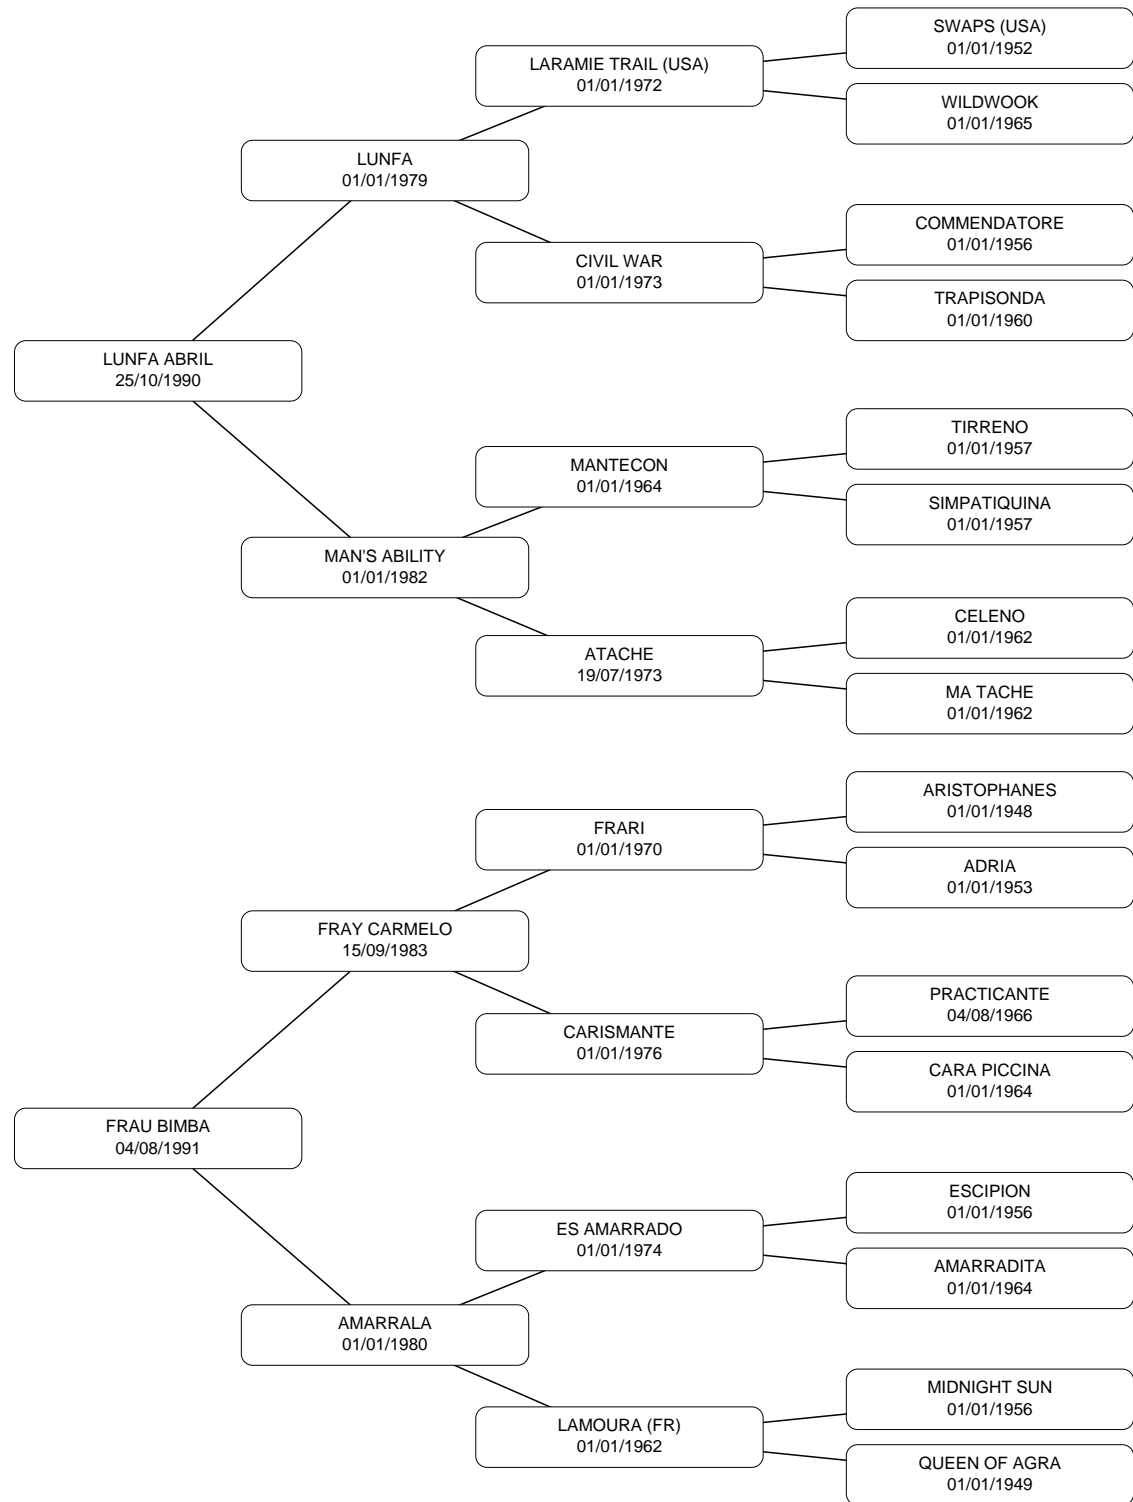 SWAPS (USA)
01/01/1952
LARAMIE TRAIL (USA)
01/01/1972
WILDWOOK
01/01/1965
LUNFA
01/01/1979
COMMENDATORE
01/01/1956
CIVIL WAR
01/01/1973
TRAPISONDA
01/01/1960
LUNFA ABRIL
25/10/1990
TIRRENO
01/01/1957
MANTECON
01/01/1964
SIMPATIQUINA
01/01/1957
MAN'S ABILITY
01/01/1982
CELENO
01/01/1962
ATACHE
19/07/1973
MA TACHE
01/01/1962
ARISTOPHANES
01/01/1948
FRARI
01/01/1970
ADRIA
01/01/1953
FRAY CARMELO
15/09/1983
PRACTICANTE
04/08/1966
CARISMANTE
01/01/1976
CARA PICCINA
01/01/1964
FRAU BIMBA
04/08/1991
ESCIPION
01/01/1956
ES AMARRADO
01/01/1974
AMARRADITA
01/01/1964
AMARRALA
01/01/1980
MIDNIGHT SUN
01/01/1956
LAMOURA (FR)
01/01/1962
QUEEN OF AGRA
01/01/1949